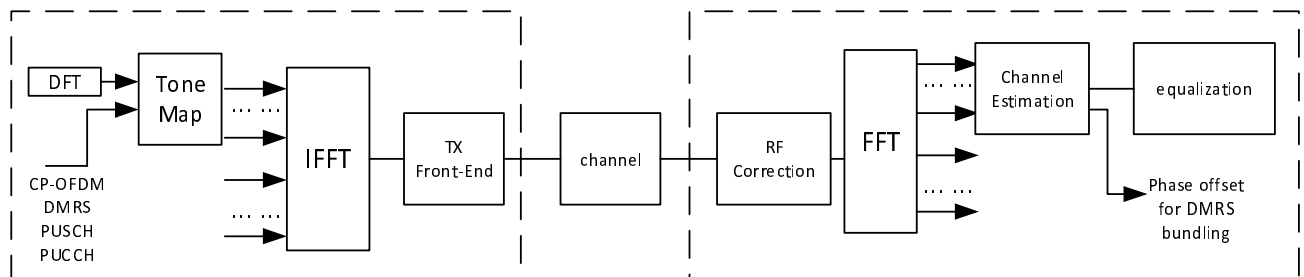 DFT
Tone
Map
... ...
... ...
CP-OFDM
DMRS
PUSCH
PUCCH
IFFT
TX
Front-End
channel
RF
Correction
FFT
... ...
... ...
Channel
Estimation
equalization
Phase offset
for DMRS
bundling